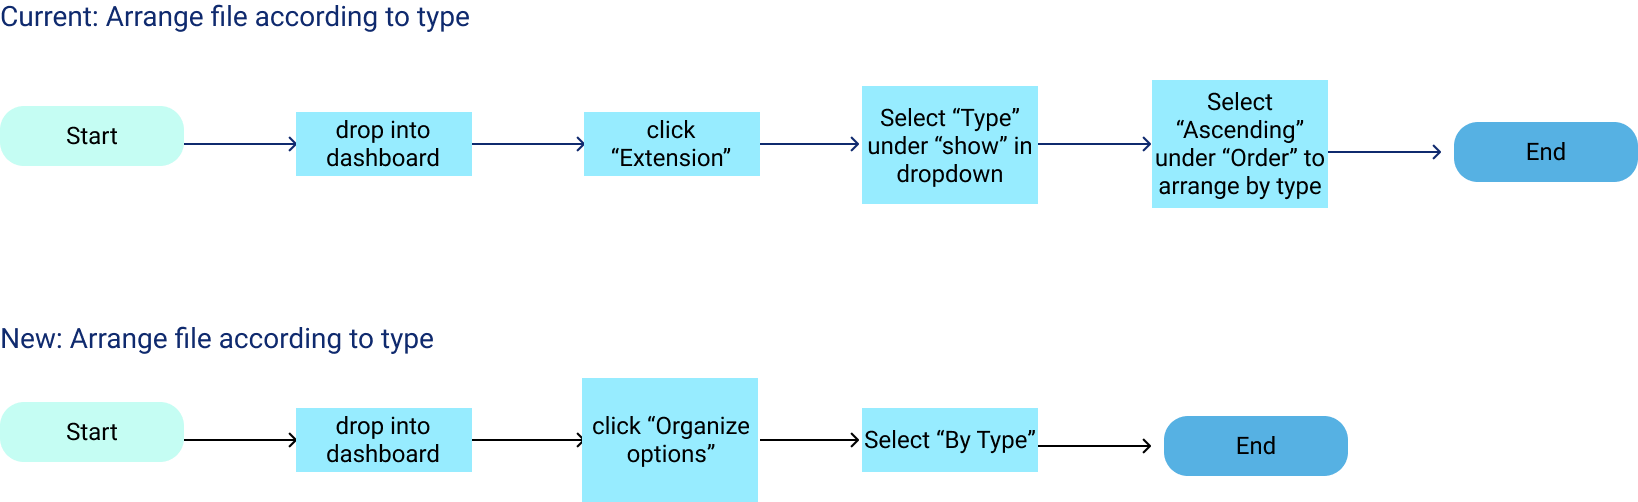 Current: Arrange file according to type
Start
drop into
dashboard
click
“Extension”
Select “Type”
under “show” in
dropdown
Select
“Ascending”
under “Order” to
arrange by type
End
New: Arrange file according to type
Start
drop into
dashboard
click “Organize
options”
Select “By Type”
End